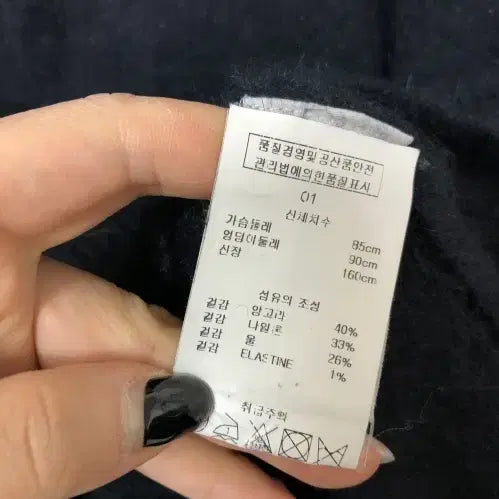 품질경영및공산품안전
관리법에의한품질표시
01
신체치수
가슴둘레 85cm
엉덩이둘레 90cm
신장 160cm
섬유의 조성
겉감 앙고라 40%
겉감 나일론 33%
겉감 울 26%
겉감 ELASTINE 1%
취급주의